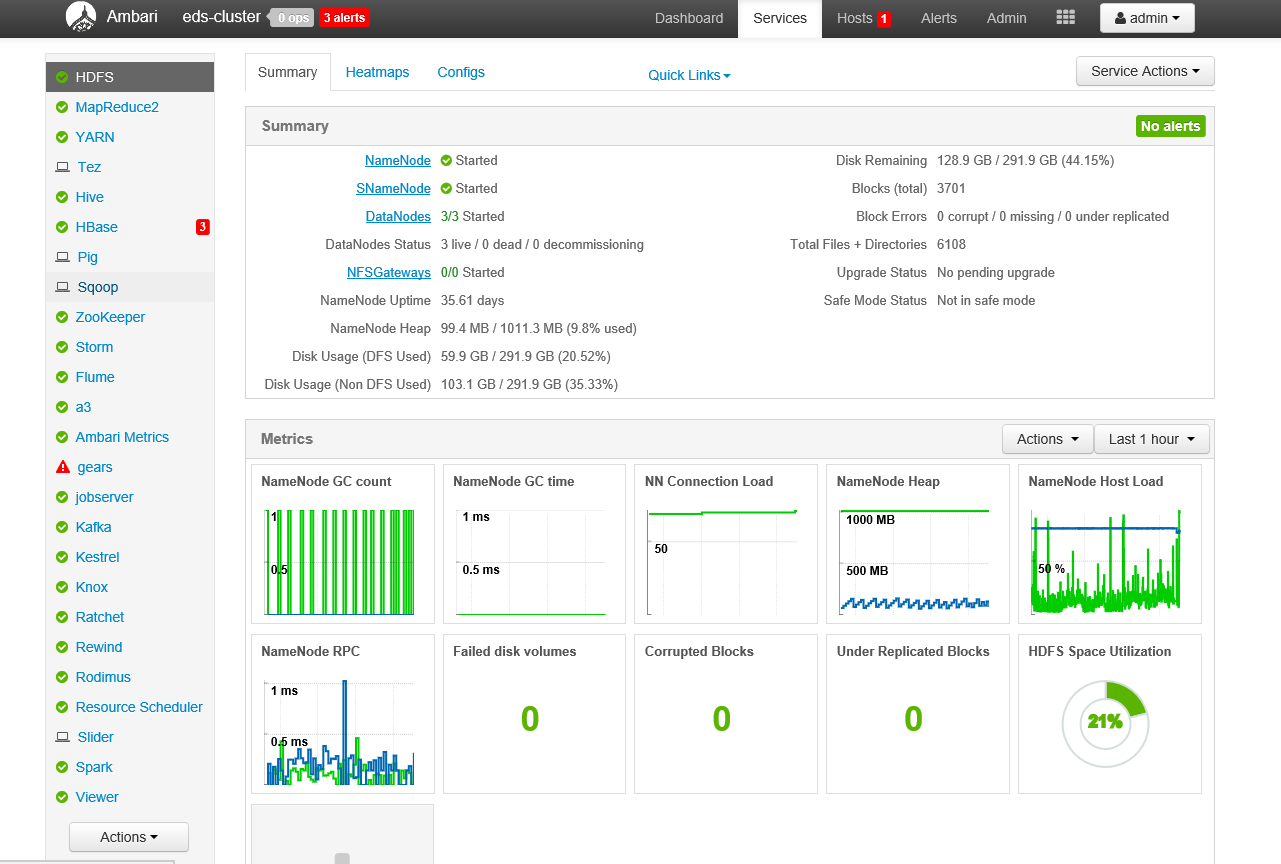 Ambari eds-cluster 0 ops 3 alerts Dashboard Services Hosts 1 Alerts Admin admin
HDFS
MapReduce2
YARN
Tez
Hive
HBase 3
Pig
Sqoop
ZooKeeper
Storm
Flume
a3
Ambari Metrics
gears
jobserver
Kafka
Kestrel
Knox
Ratchet
Rewind
Rodimus
Resource Scheduler
Slider
Spark
Viewer
Actions
Summary Heatmaps Configs Quick Links Service Actions
Summary No alerts
NameNode Started
SNameNode Started
DataNodes 3/3 Started
DataNodes Status 3 live / 0 dead / 0 decommissioning
NFSGateways 0/0 Started
NameNode Uptime 35.61 days
NameNode Heap 99.4 MB / 1011.3 MB (9.8% used)
Disk Usage (DFS Used) 59.9 GB / 291.9 GB (20.52%)
Disk Usage (Non DFS Used) 103.1 GB / 291.9 GB (35.33%)
Disk Remaining 128.9 GB / 291.9 GB (44.15%)
Blocks (total) 3701
Block Errors 0 corrupt / 0 missing / 0 under replicated
Total Files + Directories 6108
Upgrade Status No pending upgrade
Safe Mode Status Not in safe mode
Metrics Actions Last 1 hour
NameNode GC count
1
0.5
NameNode GC time
1 ms
0.5 ms
NN Connection Load
50
NameNode Heap
1000 MB
500 MB
NameNode Host Load
50 %
NameNode RPC
1 ms
0.5 ms
Failed disk volumes
0
Corrupted Blocks
0
Under Replicated Blocks
0
HDFS Space Utilization
21%